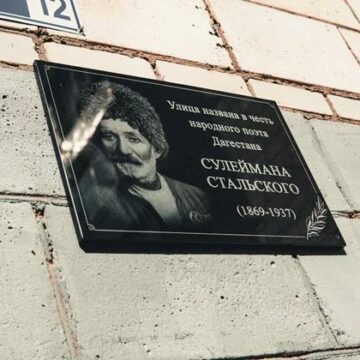 12
Улица названа в честь
народного поэта
Дагестана
СУЛЕЙМАНА
СТАЛЬСКОГО
(1869-1937)